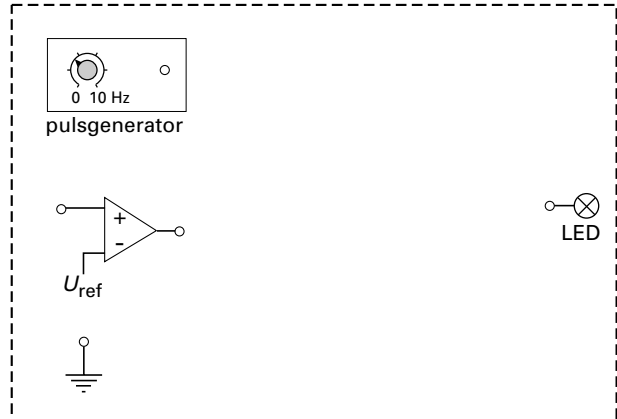 0 10 Hz
pulsgenerator
+
-
Uref
LED